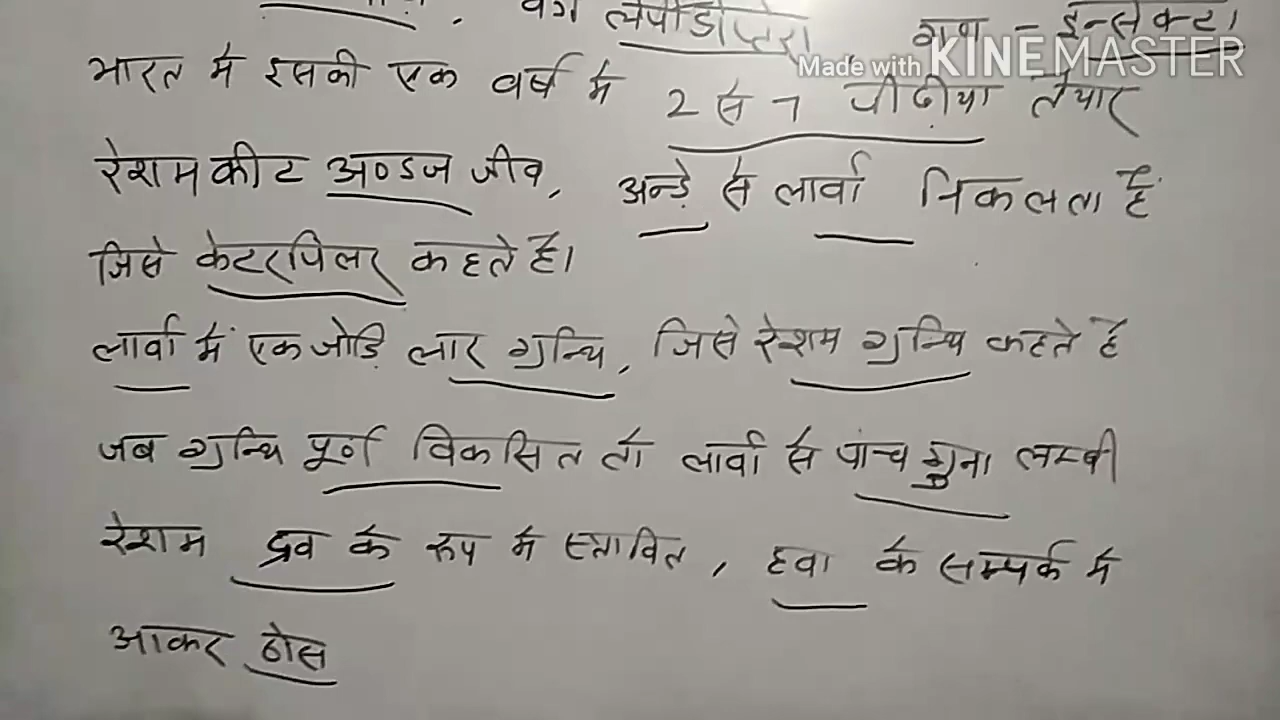 वर्ग लेपीडोप्टेरा गण - इन्सेक्टा
Made with KINEMASTER
भारत मे इसकी एक वर्ष मे 2 से 7 पीढ़ीया तैयार
रेशम कीट अण्डज जीव, अन्डे़ से लार्वा निकलता है
जिसे केटरपिलर कहते है।
लार्वा में एक जोड़ि लार ग्रन्थि, जिसे रेशम ग्रन्थि कहते है
जब ग्रन्थि पूर्ण विकसित तो लार्वा से पांच गुना लम्बी
रेशम द्रव के रूप मे स्त्रावित, हवा के सम्पर्क मे
आकर ठोस